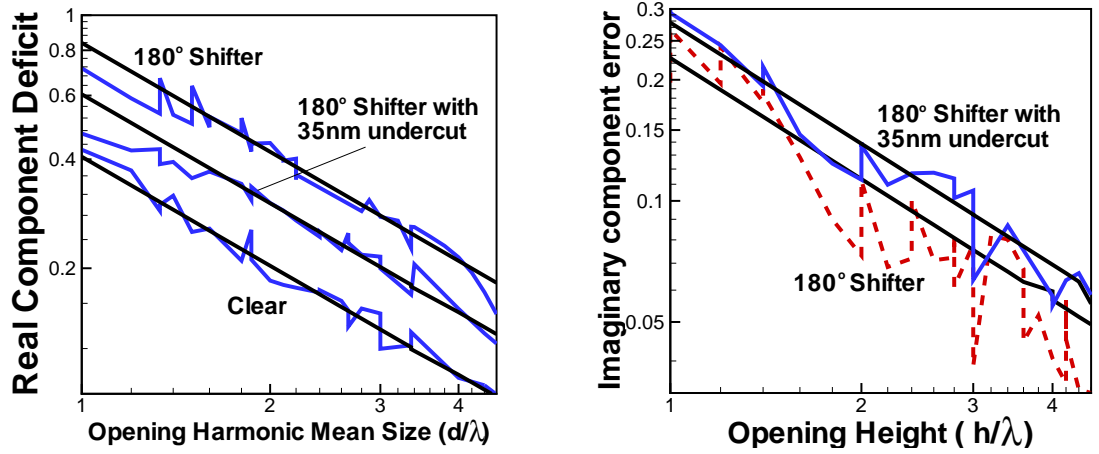 Real Component Deficit
1
0.8
0.6
0.4
0.2
180° Shifter
180° Shifter with
35nm undercut
Clear
1
2
3
4
Opening Harmonic Mean Size (d/λ)
Imaginary component error
0.3
0.25
0.2
0.15
0.1
0.05
180° Shifter with
35nm undercut
180° Shifter
1
2
3
4
Opening Height ( h/λ)